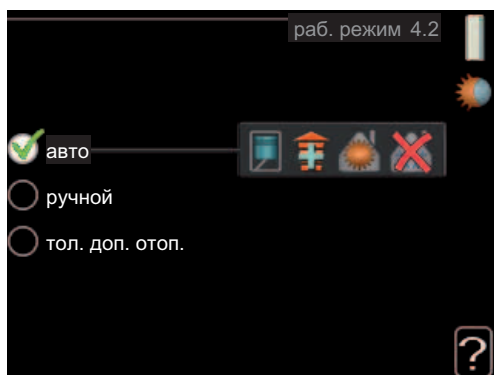 раб. режим 4.2
авто
ручной
тол. доп. отоп.
?